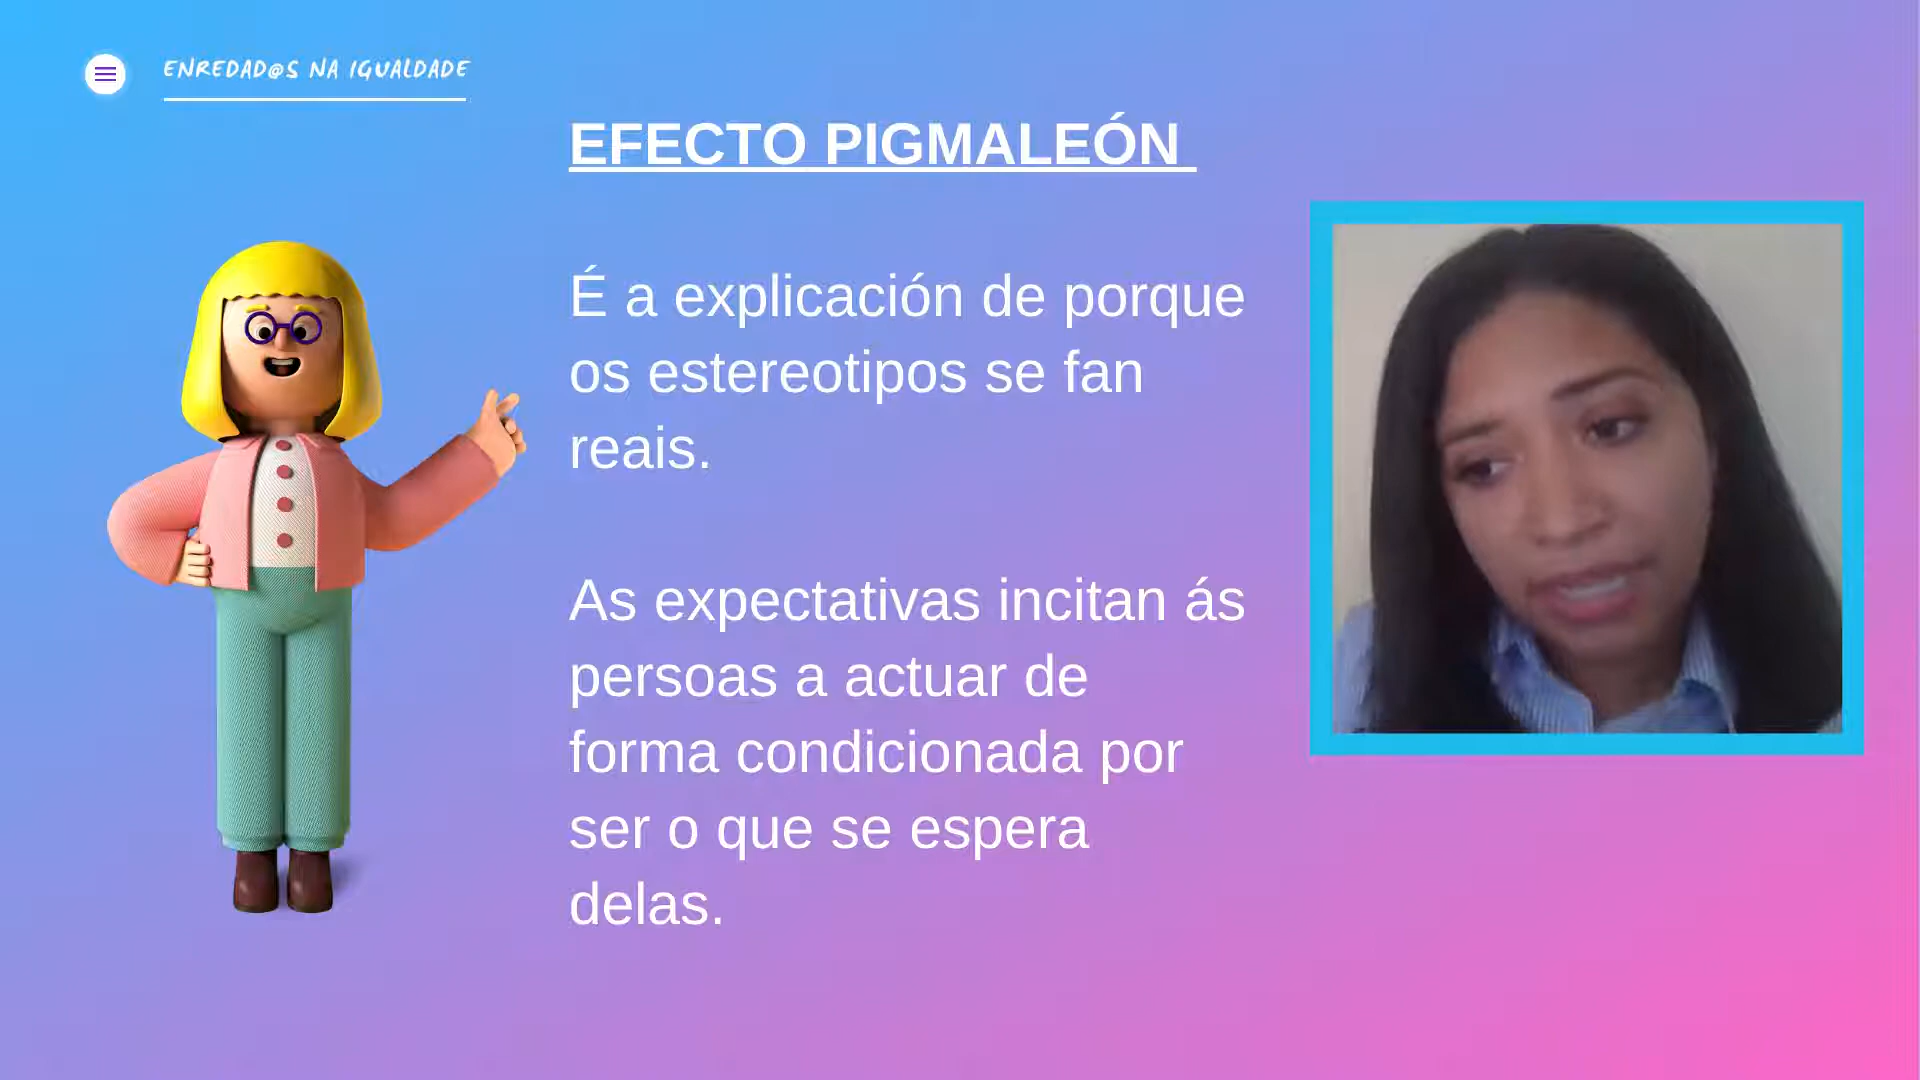 ENREDAD@S NA IGUALDADE
EFECTO PIGMALEÓN
É a explicación de porque
os estereotipos se fan
reais.
As expectativas incitan ás
persoas a actuar de
forma condicionada por
ser o que se espera
delas.